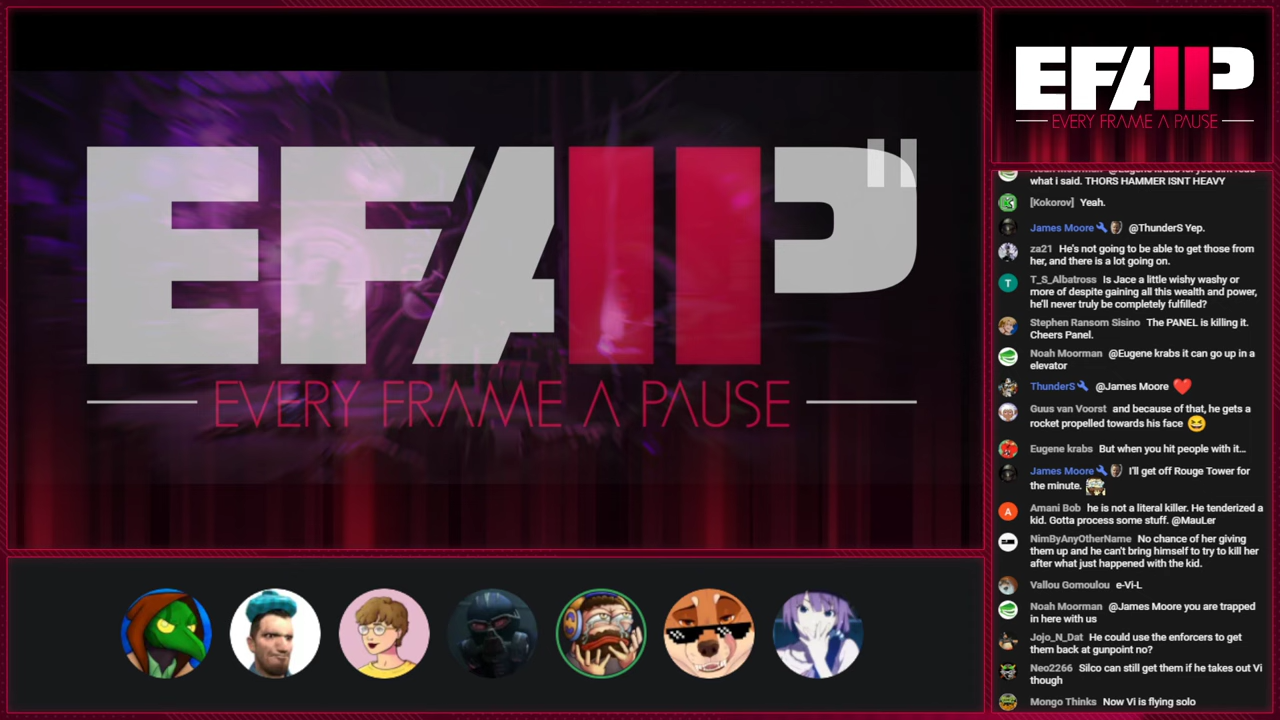 EFAP
EVERY FRAME A PAUSE
EFAP
EVERY FRAME A PAUSE
what i said. THORS HAMMER ISNT HEAVY
[Kokorov] Yeah.
James Moore @ThunderS Yep.
za21 He's not going to be able to get those from
her, and there is a lot going on.
T_S_Albatross Is Jace a little wishy washy or
more of despite gaining all this wealth and power,
he'll never truly be completely fulfilled?
Stephen Ransom Sisino The PANEL is killing it.
Cheers Panel.
Noah Moorman @Eugene krabs it can go up in a
elevator
ThunderS @James Moore ❤️
Guus van Voorst and because of that, he gets a
rocket propelled towards his face 😆
Eugene krabs But when you hit people with it...
James Moore I'll get off Rouge Tower for
the minute.
Amani Bob he is not a literal killer. He tenderized a
kid. Gotta process some stuff. @MauLer
NimByAnyOtherName No chance of her giving
them up and he can't bring himself to try to kill her
after what just happened with the kid.
Vallou Gomoulou e-Vi-L
Noah Moorman @James Moore you are trapped
in here with us
Jojo_N_Dat He could use the enforcers to get
them back at gunpoint no?
Neo2266 Silco can still get them if he takes out Vi
though
Mongo Thinks Now Vi is flying solo